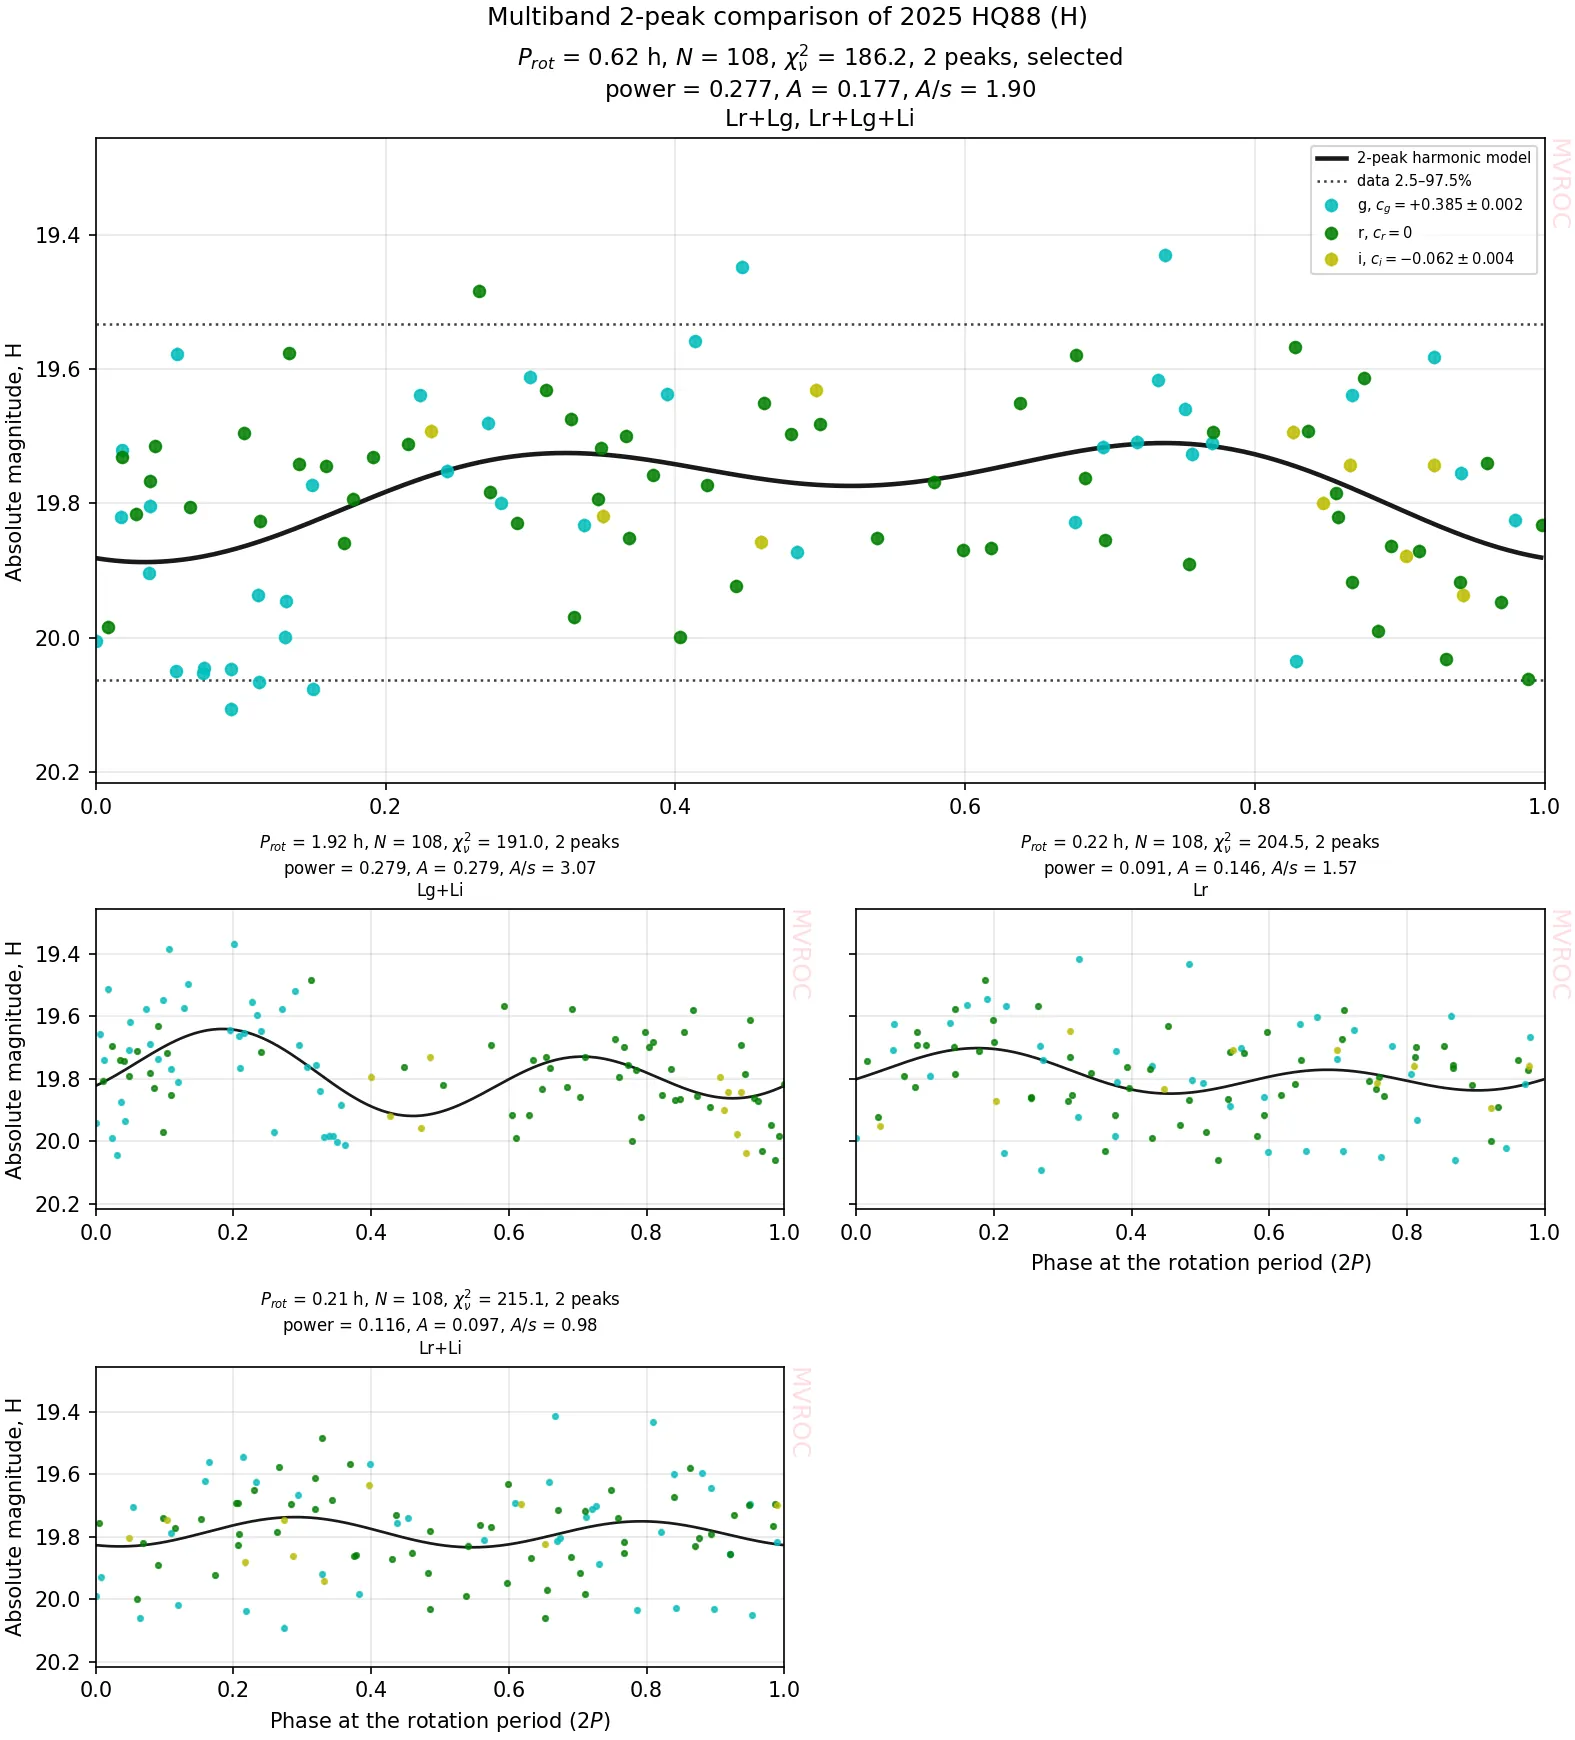 Multiband 2-peak comparison of 2025 HQ88 (H)
P_rot = 0.62 h, N = 108, χ²_ν = 186.2, 2 peaks, selected
power = 0.277, A = 0.177, A/s = 1.90
Lr+Lg, Lr+Lg+Li
2-peak harmonic model
data 2.5–97.5%
g, c_g = +0.385 ± 0.002
r, c_r = 0
i, c_i = −0.062 ± 0.004
MVROC
Absolute magnitude, H
19.4
19.6
19.8
20.0
20.2
0.0 0.2 0.4 0.6 0.8 1.0
P_rot = 1.92 h, N = 108, χ²_ν = 191.0, 2 peaks
power = 0.279, A = 0.279, A/s = 3.07
Lg+Li
MVROC
Absolute magnitude, H
19.4
19.6
19.8
20.0
20.2
0.0 0.2 0.4 0.6 0.8 1.0
P_rot = 0.22 h, N = 108, χ²_ν = 204.5, 2 peaks
power = 0.091, A = 0.146, A/s = 1.57
Lr
MVROC
0.0 0.2 0.4 0.6 0.8 1.0
Phase at the rotation period (2P)
P_rot = 0.21 h, N = 108, χ²_ν = 215.1, 2 peaks
power = 0.116, A = 0.097, A/s = 0.98
Lr+Li
MVROC
Absolute magnitude, H
19.4
19.6
19.8
20.0
20.2
0.0 0.2 0.4 0.6 0.8 1.0
Phase at the rotation period (2P)